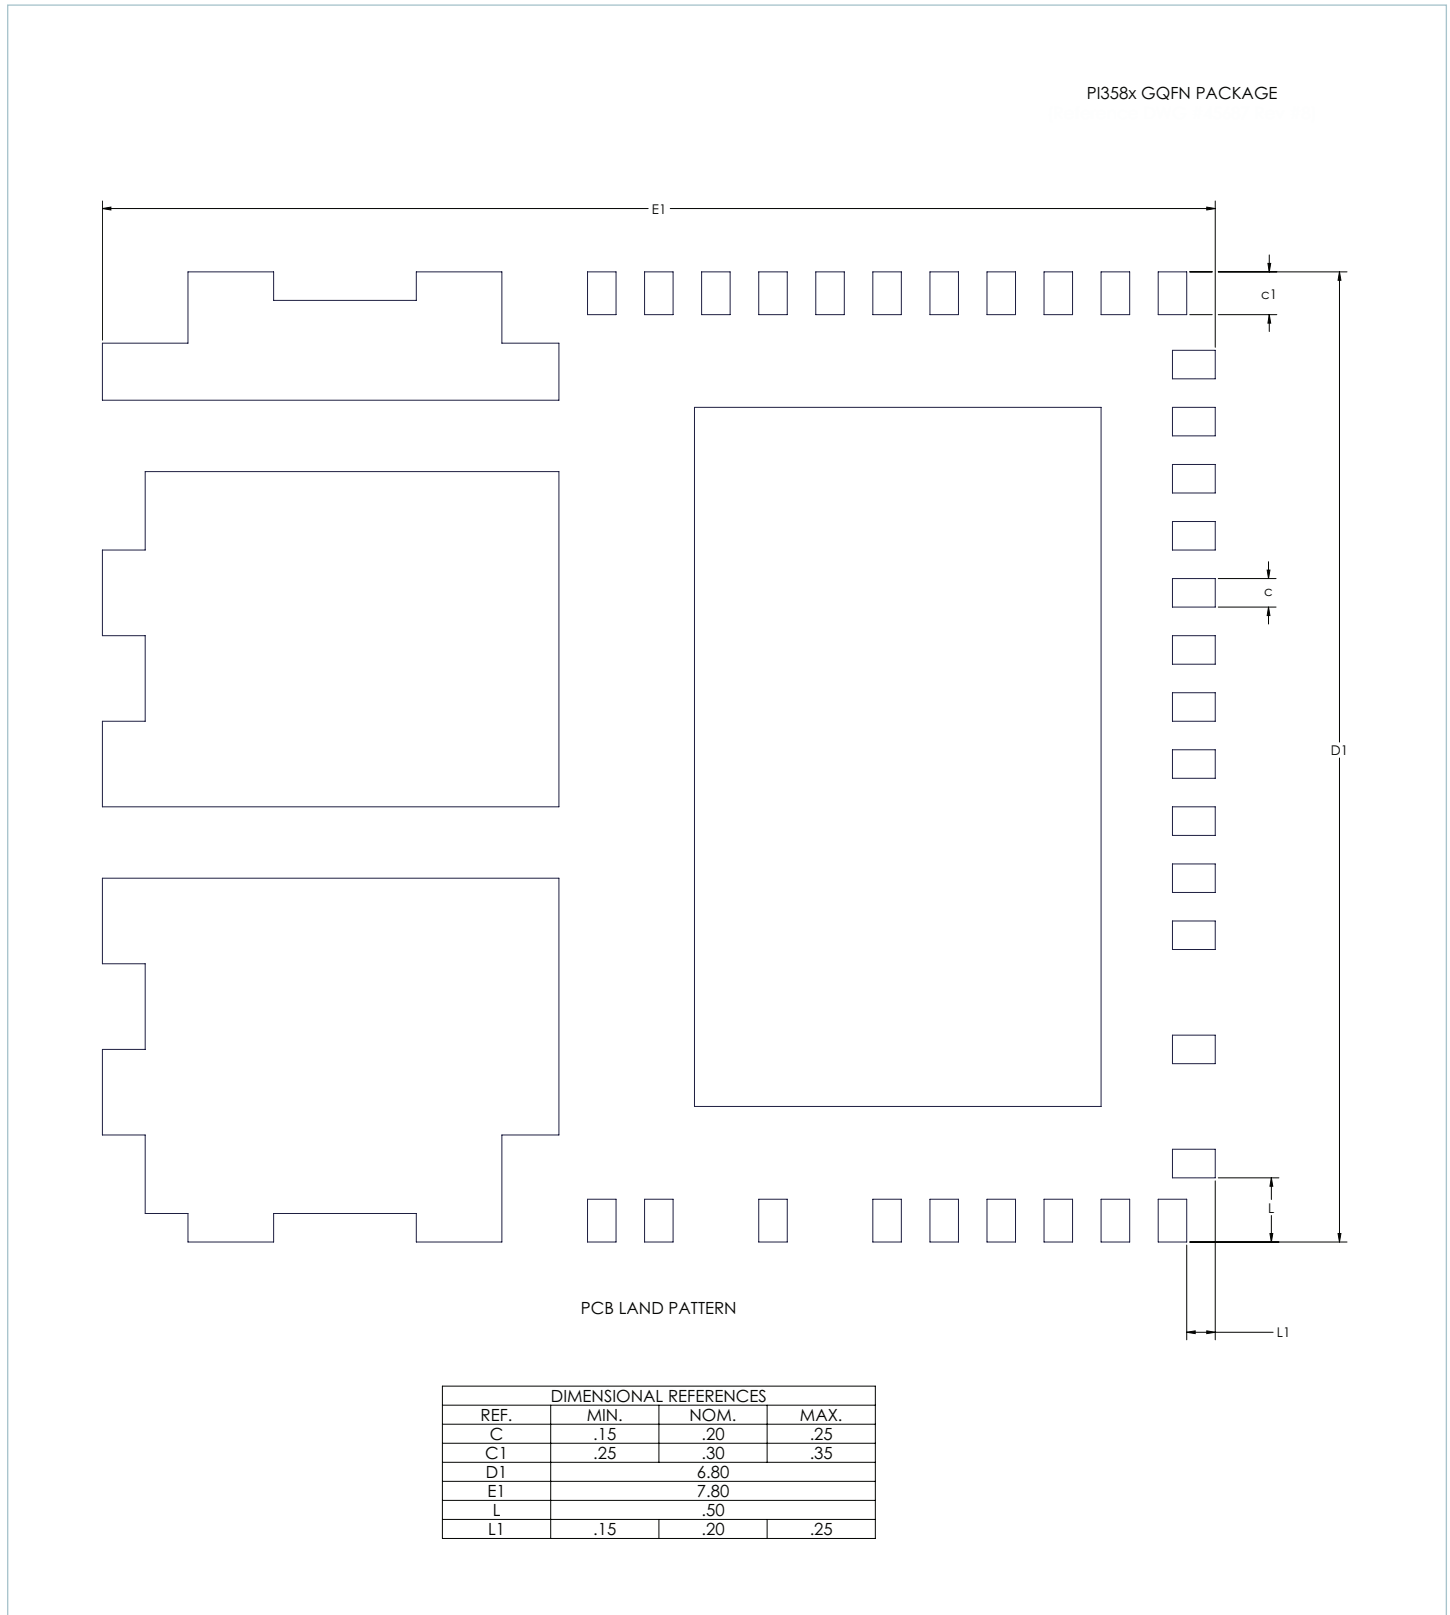 PI358x GQFN PACKAGE
E1
c1
c
D1
L
PCB LAND PATTERN
L1
DIMENSIONAL REFERENCES
REF. MIN. NOM. MAX.
C .15 .20 .25
C1 .25 .30 .35
D1 6.80
E1 7.80
L .50
L1 .15 .20 .25